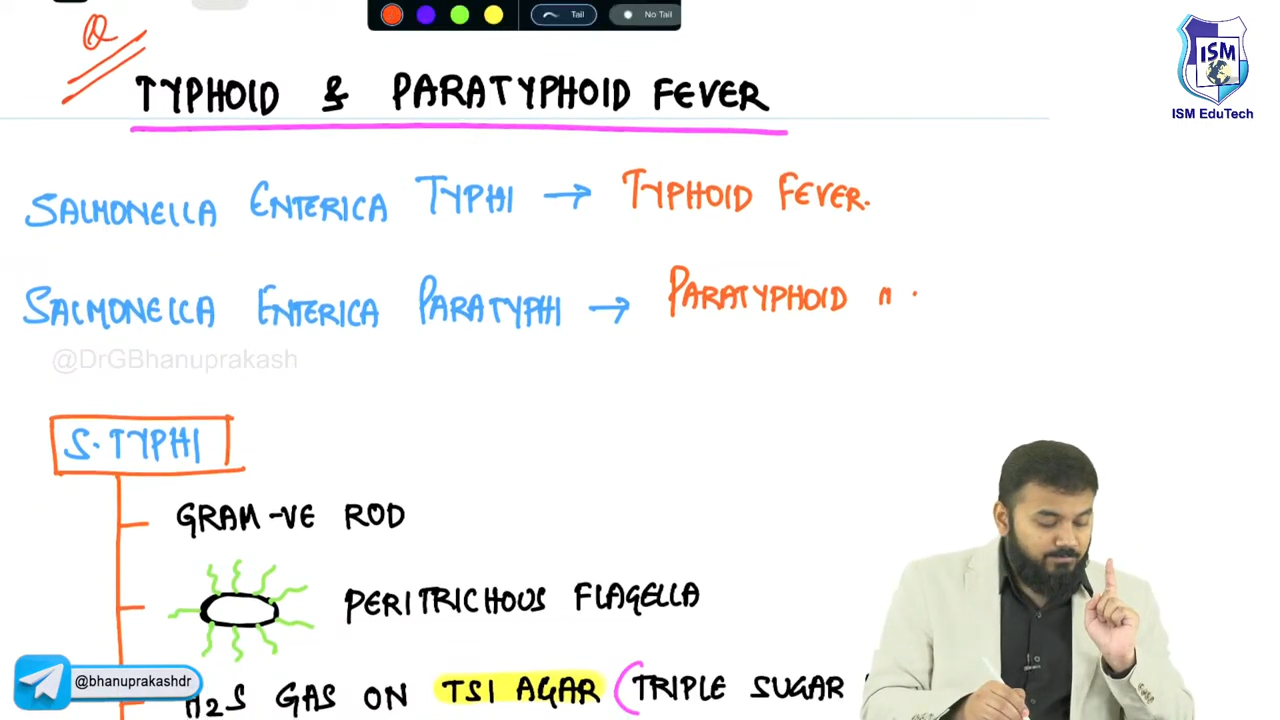 Tail
No Tail
Q
TYPHOID & PARATYPHOID FEVER
ISM
ISM EduTech
SALMONELLA ENTERICA TYPHI → TYPHOID FEVER.
SALMONELLA ENTERICA PARATYPHI → PARATYPHOID " .
@DrGBhanuprakash
S. TYPHI
GRAM -VE ROD
PERITRICHOUS FLAGELLA
@bhanuprakashdr
H2S GAS ON TSI AGAR (TRIPLE SUGAR